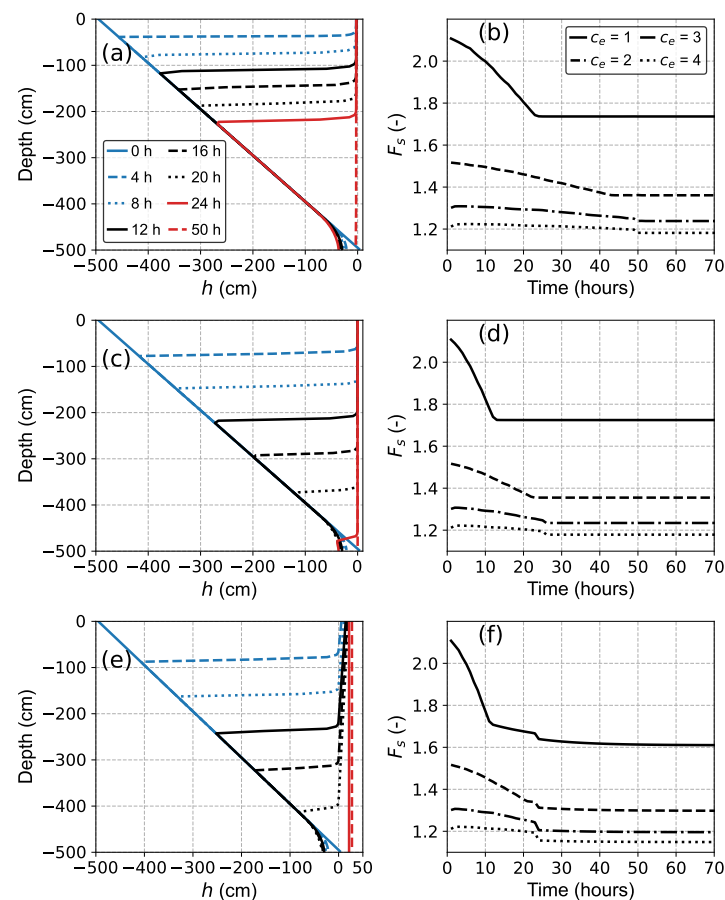 0
−100
−200
−300
−400
−500
Depth (cm)
(a)
0 h
4 h
8 h
12 h
16 h
20 h
24 h
50 h
−500 −400 −300 −200 −100 0
h (cm)
(b)
c_e = 1
c_e = 2
c_e = 3
c_e = 4
2.0
1.8
1.6
1.4
1.2
F_s (-)
0 10 20 30 40 50 60 70
Time (hours)
0
−100
−200
−300
−400
−500
Depth (cm)
(c)
−500 −400 −300 −200 −100 0
h (cm)
(d)
2.0
1.8
1.6
1.4
1.2
F_s (-)
0 10 20 30 40 50 60 70
Time (hours)
0
−100
−200
−300
−400
−500
Depth (cm)
(e)
−500 −400 −300 −200 −100 0 50
h (cm)
(f)
2.0
1.8
1.6
1.4
1.2
F_s (-)
0 10 20 30 40 50 60 70
Time (hours)